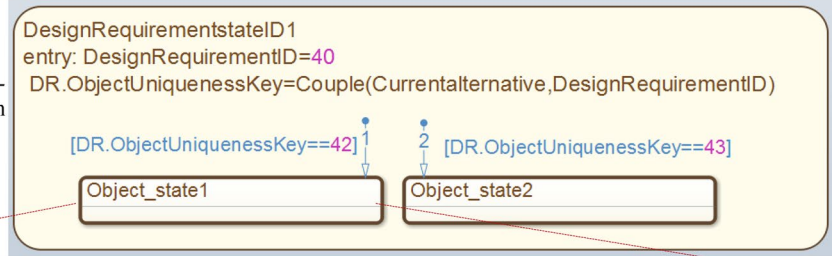 DesignRequirementstateID1
entry: DesignRequirementID=40
DR.ObjectUniquenessKey=Couple(Currentalternative,DesignRequirementID)
[DR.ObjectUniquenessKey==42] 1 2 [DR.ObjectUniquenessKey==43]
Object_state1 Object_state2